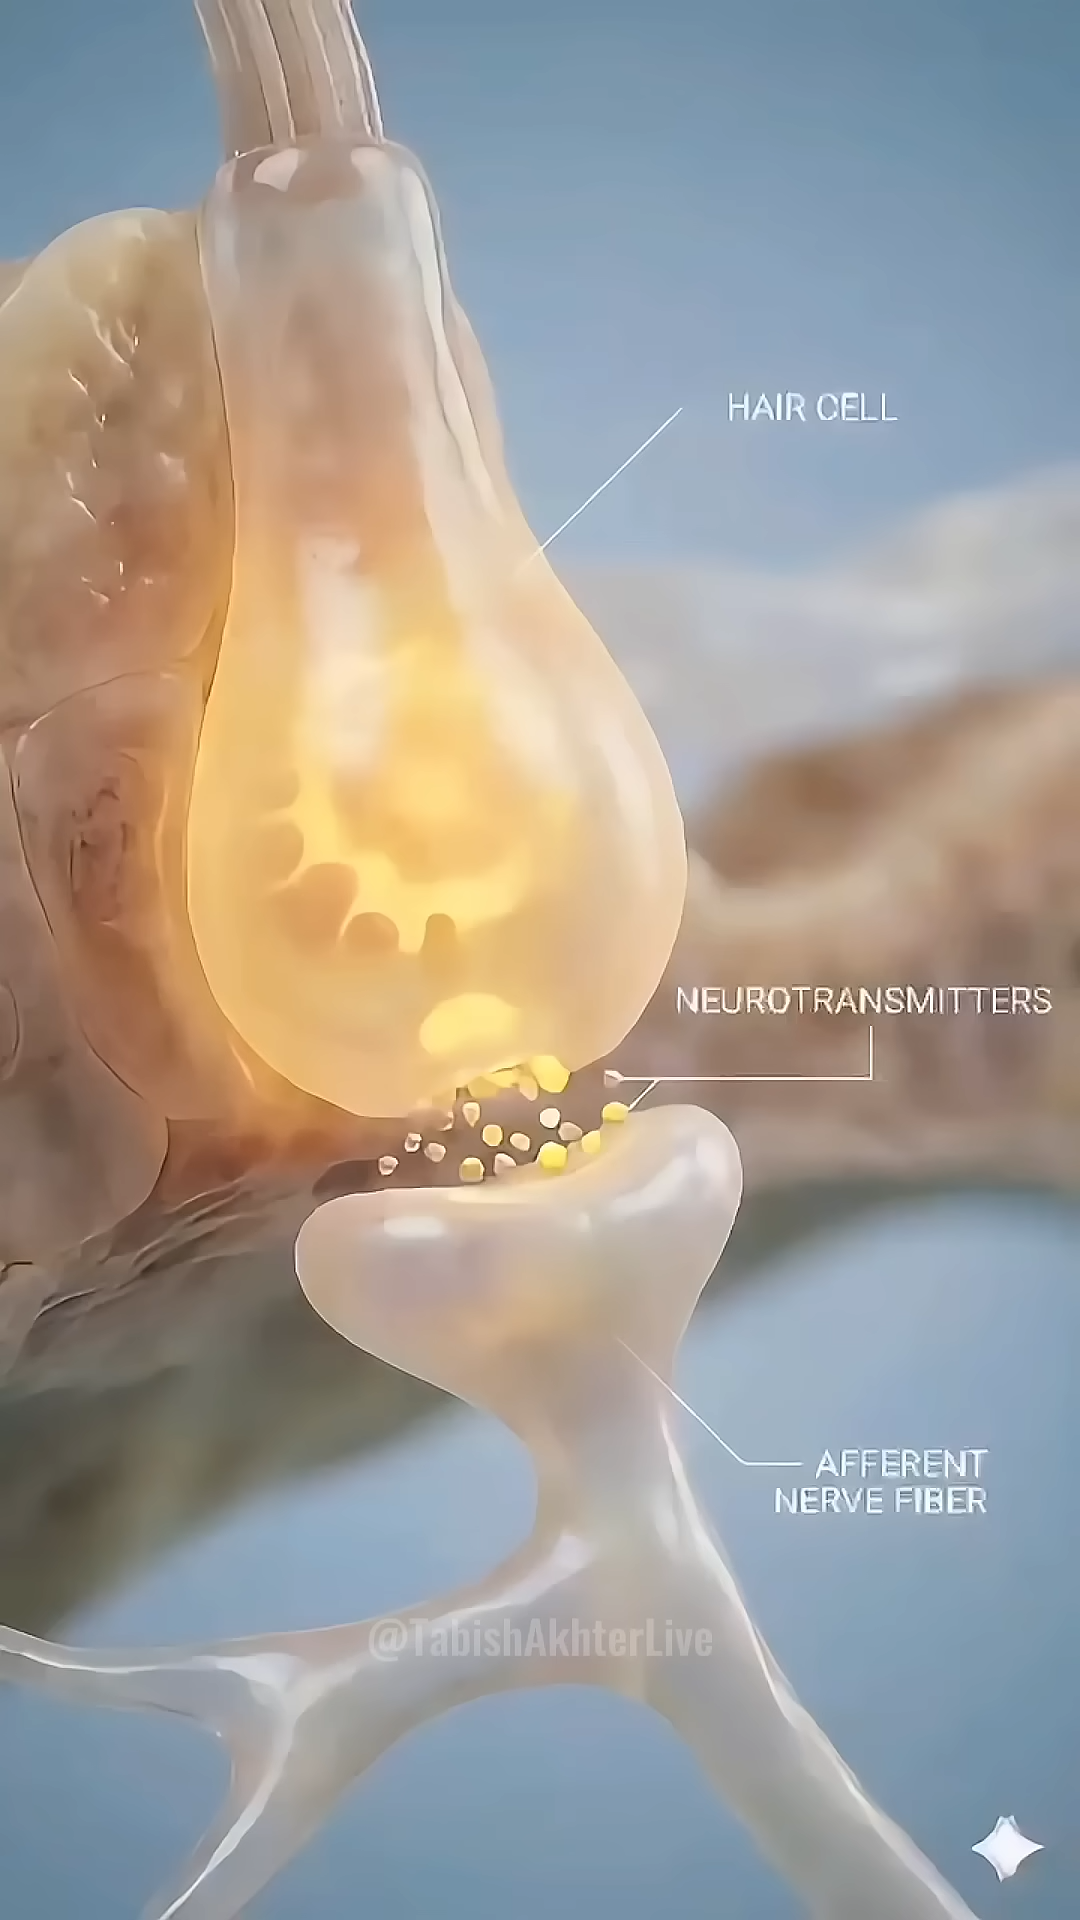 HAIR CELL
NEUROTRANSMITTERS
AFFERENT
NERVE FIBER
@TabishAkhterLive